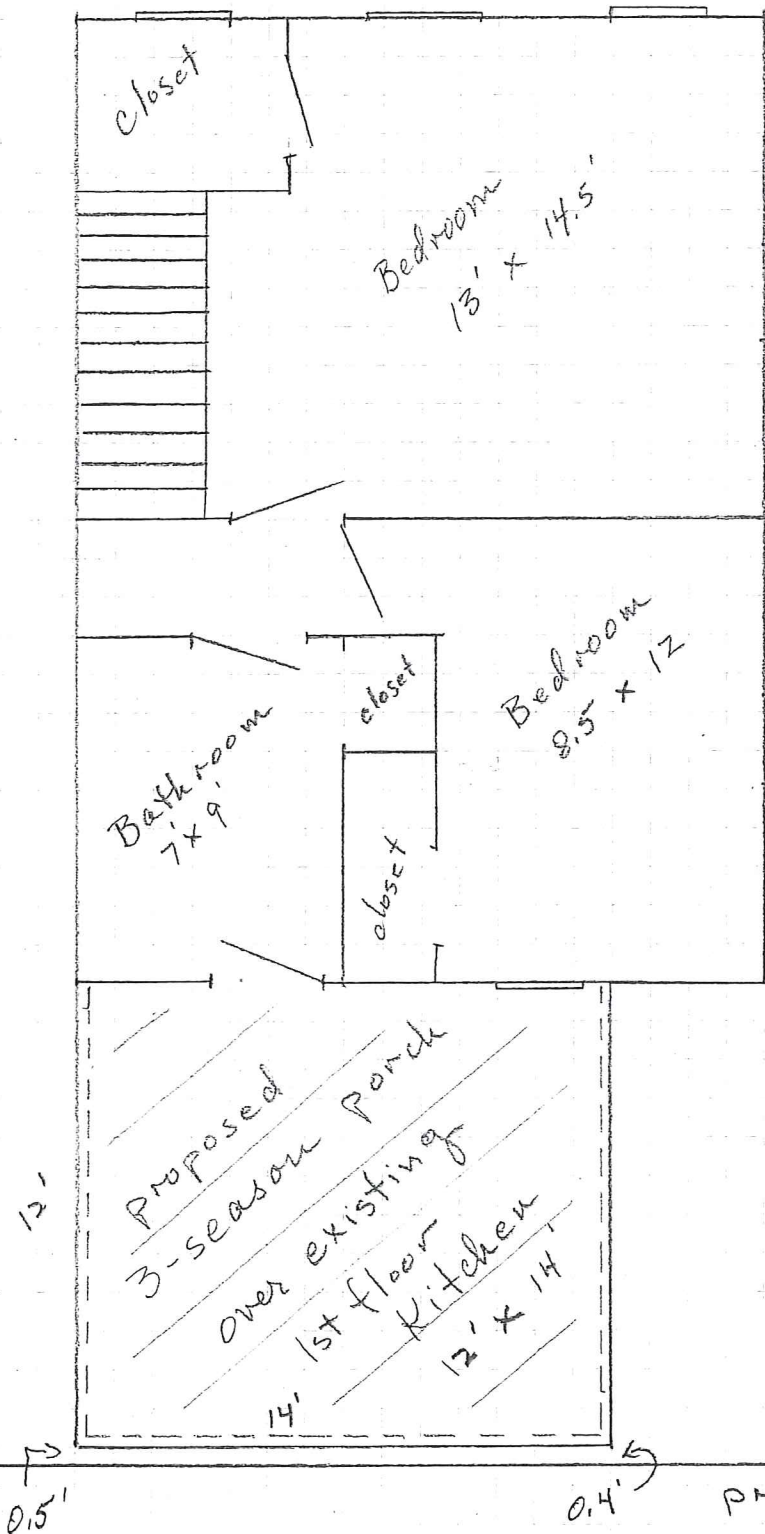 closet
Bedroom
13' x 14.5'
Bedroom
8.5 x 12
closet
Bathroom
7' x 9'
closet
proposed
3-season porch
over existing
1st floor
Kitchen
12' x 14'
12'
14'
0.5'
0.4'